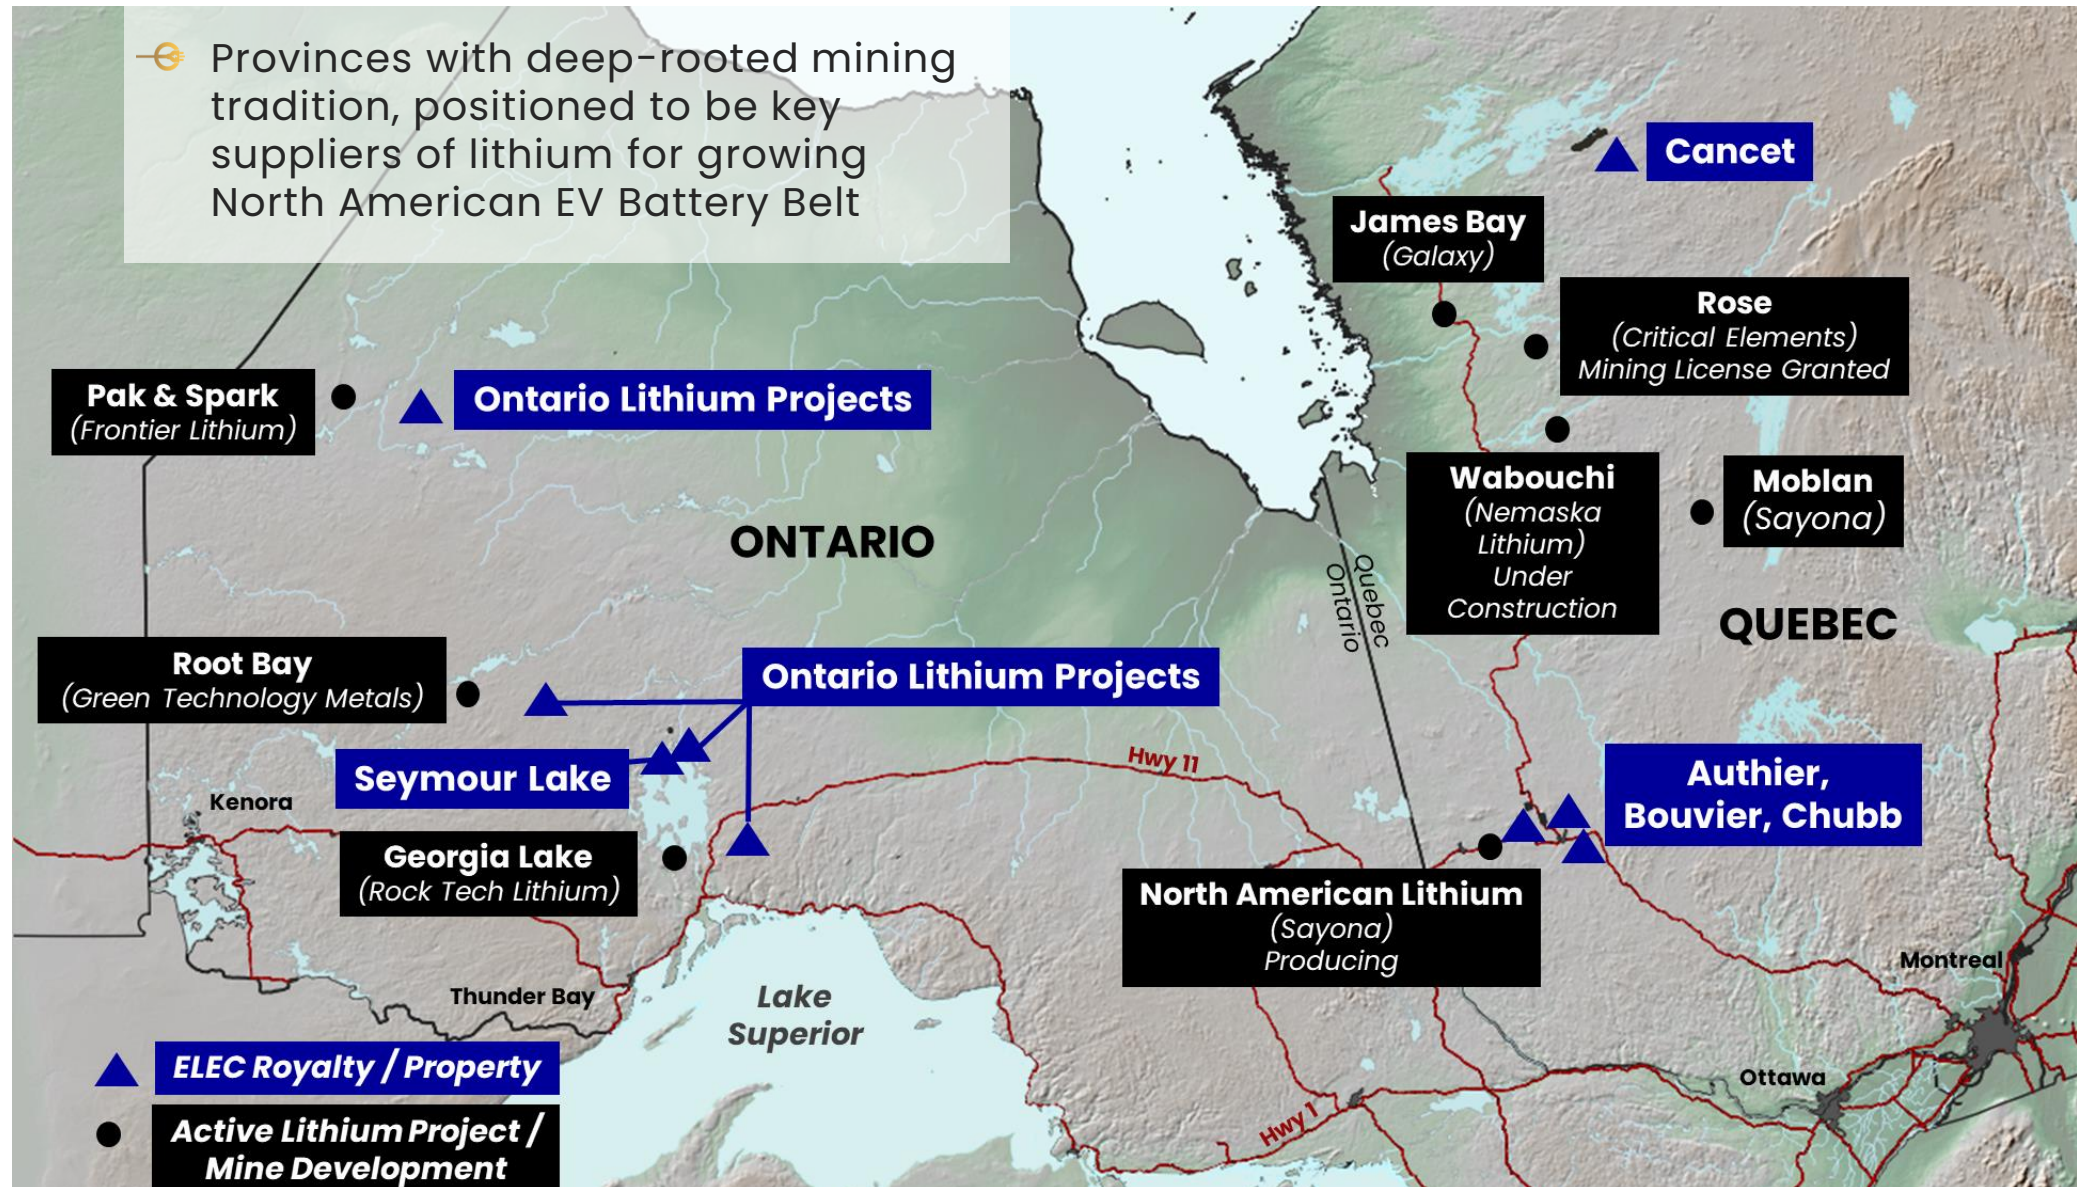 Provinces with deep-rooted mining
tradition, positioned to be key
suppliers of lithium for growing
North American EV Battery Belt
Cancet
James Bay
(Galaxy)
Rose
(Critical Elements)
Mining License Granted
Pak & Spark
(Frontier Lithium)
Ontario Lithium Projects
Wabouchi
(Nemaska
Lithium)
Under
Construction
Moblan
(Sayona)
ONTARIO
Quebec
Ontario
QUEBEC
Root Bay
(Green Technology Metals)
Ontario Lithium Projects
Seymour Lake
Hwy 11
Authier,
Bouvier, Chubb
Kenora
Georgia Lake
(Rock Tech Lithium)
North American Lithium
(Sayona)
Producing
Montreal
Thunder Bay
Lake
Superior
Ottawa
Hwy 1
ELEC Royalty / Property
Active Lithium Project /
Mine Development